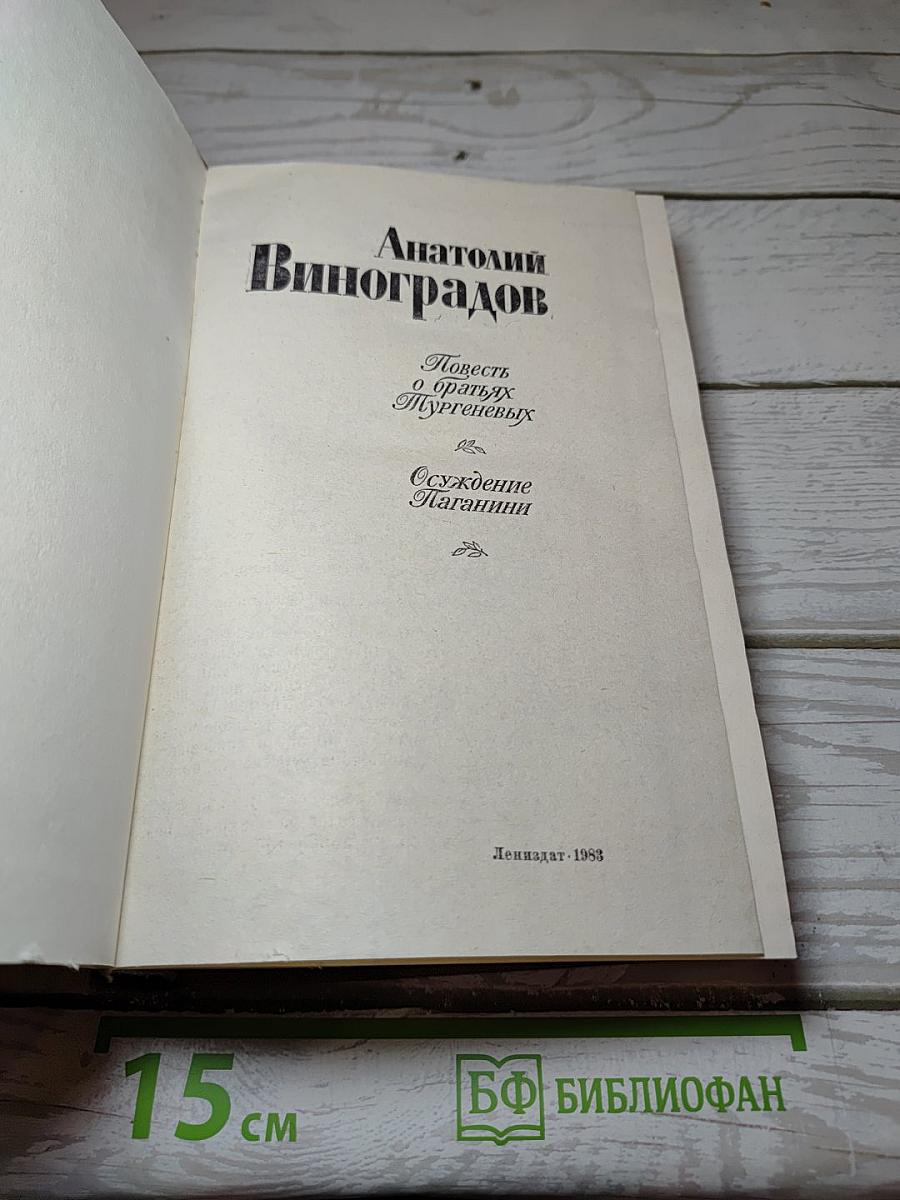 Анатолий
Виноградов
Повесть
о братьях
Тургеневых
Осуждение
Паганини
Лениздат · 1983
15 см
БФ БИБЛИОФАН